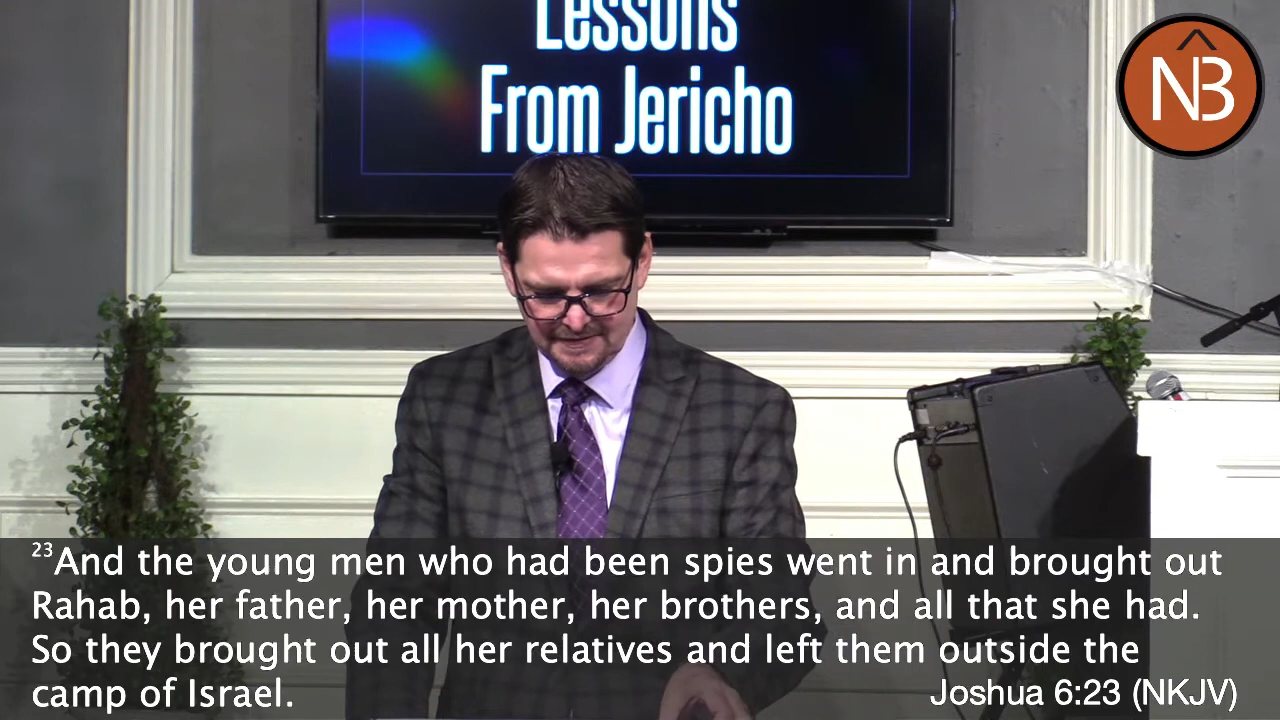 Lessons
From Jericho
NB
²³And the young men who had been spies went in and brought out
Rahab, her father, her mother, her brothers, and all that she had.
So they brought out all her relatives and left them outside the
camp of Israel.
Joshua 6:23 (NKJV)